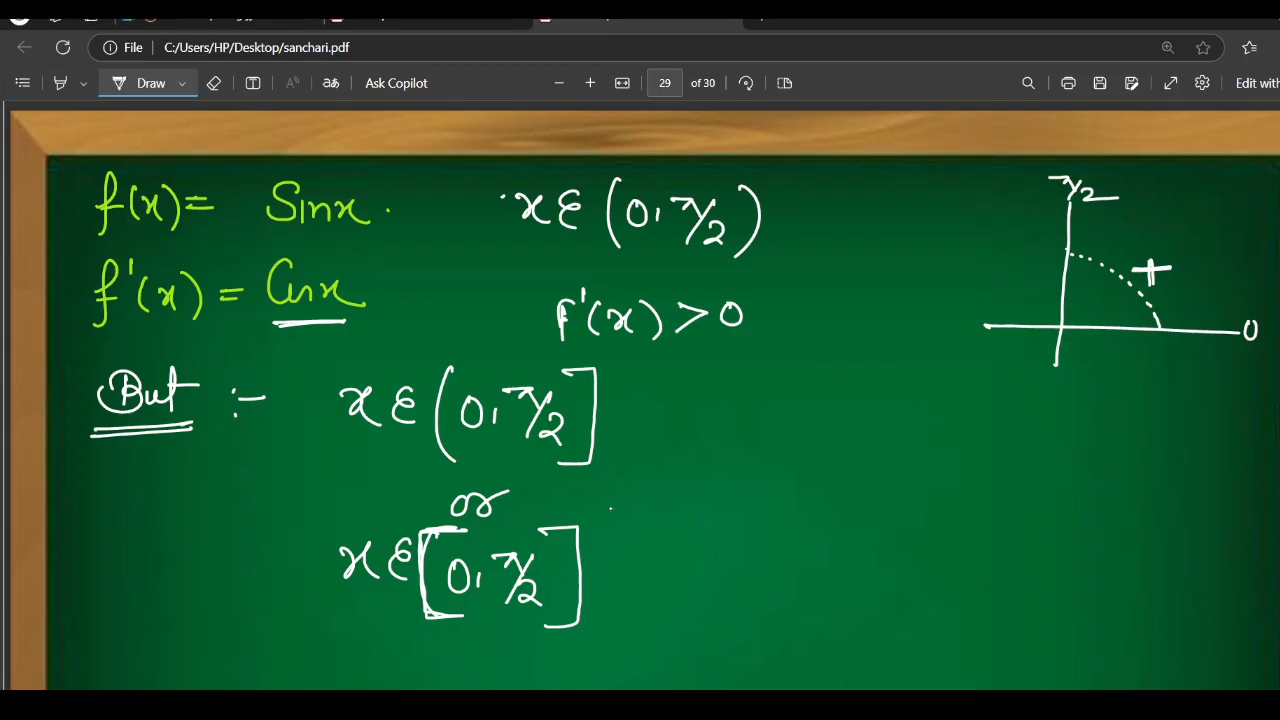 File C:/Users/HP/Desktop/sanchari.pdf
Draw Ask Copilot 29 of 30 Edit with
f(x) = Sinx. x ∈ (0, π/2)
π/2
f'(x) = Cosx
+
f'(x) > 0
0
But :- x ∈ (0, π/2]
or
x ∈ [0, π/2]